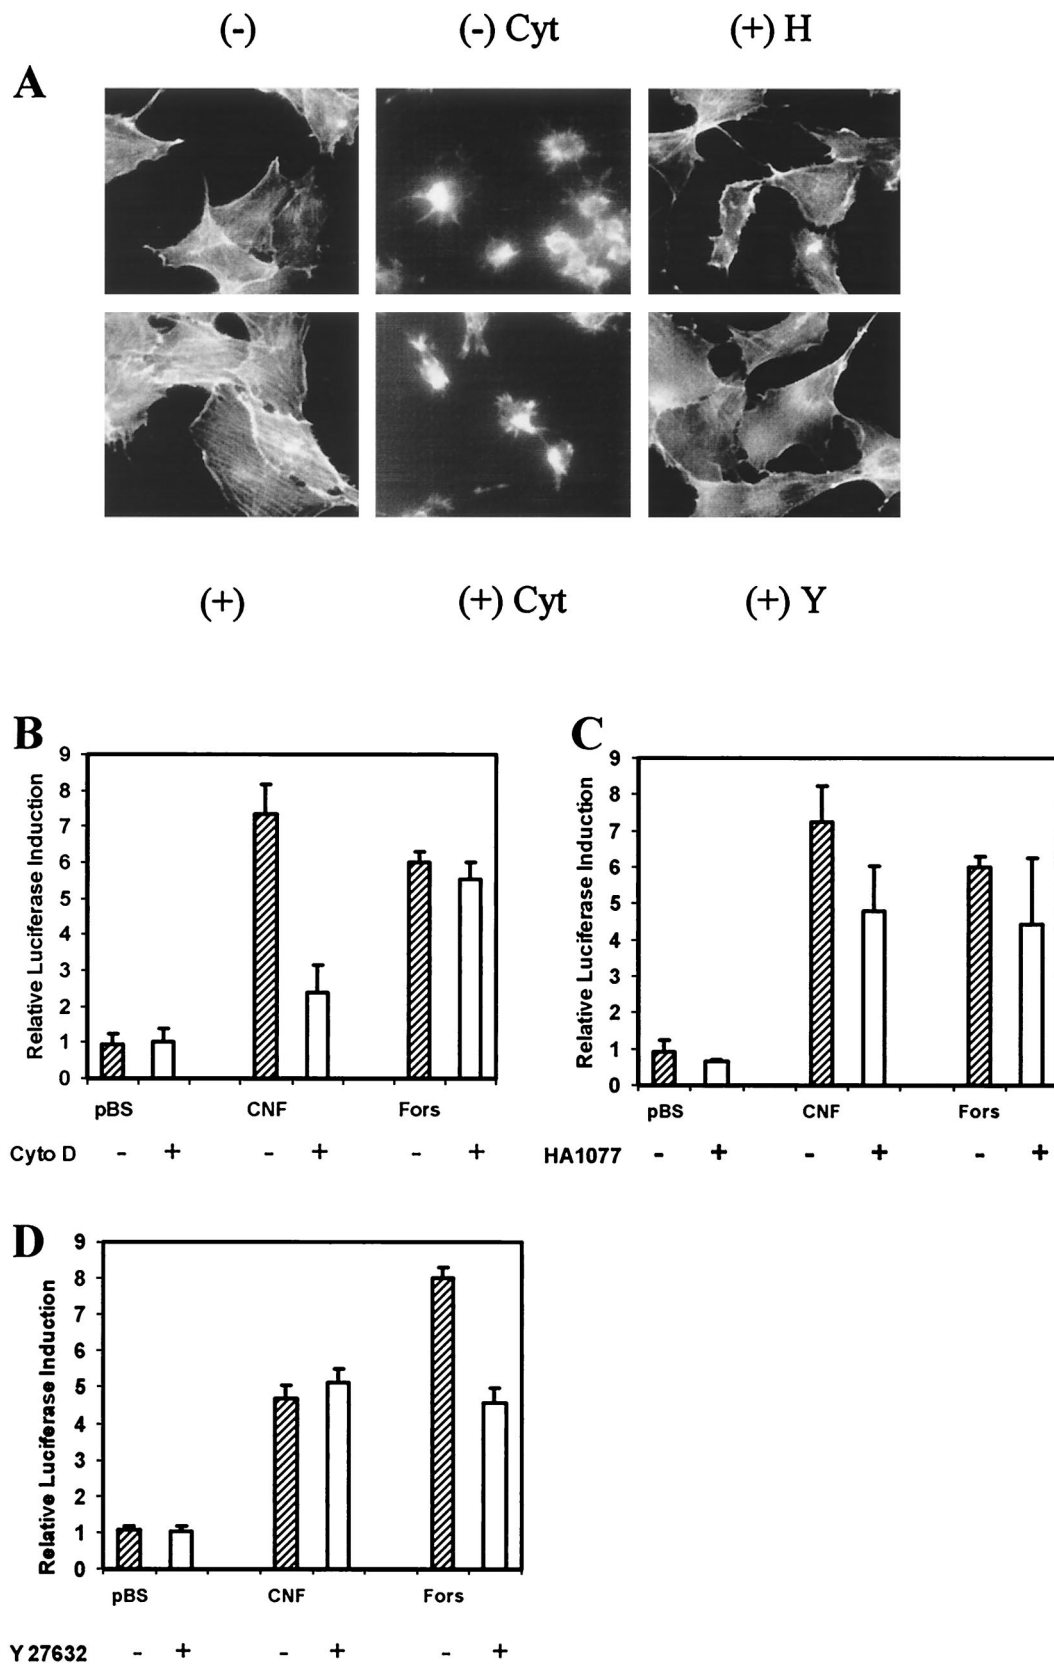 (-) (-) Cyt (+) H
A
(+) (+) Cyt (+) Y
B
9
8
7
6
5
4
3
2
1
0
Relative Luciferase Induction
pBS CNF Fors
Cyto D - + - + - +
C
9
8
7
6
5
4
3
2
1
0
Relative Luciferase Induction
pBS CNF Fors
HA1077 - + - + - +
D
9
8
7
6
5
4
3
2
1
0
Relative Luciferase Induction
pBS CNF Fors
Y 27632 - + - + - +